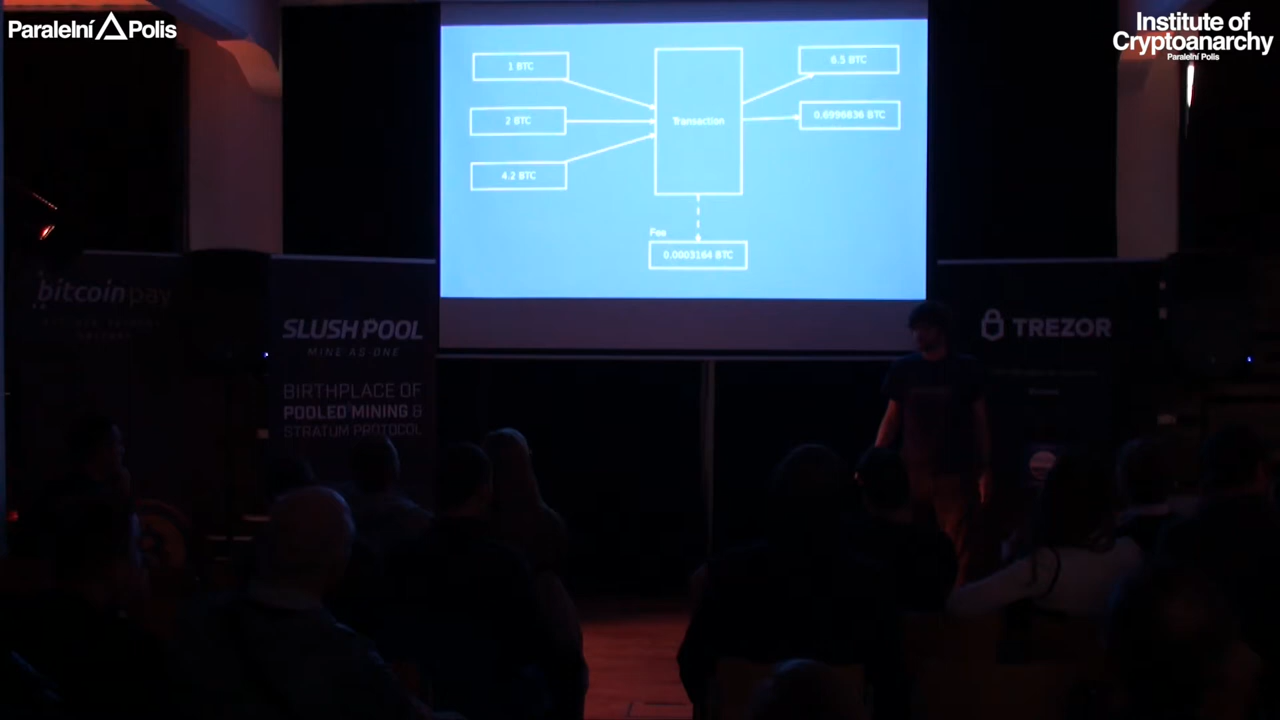 Paralelní Polis
Institute of
Cryptoanarchy
Paralelní Polis
1 BTC
2 BTC
4.2 BTC
Transaction
6.5 BTC
0.6996836 BTC
Fee
0.0003164 BTC
bitcoinpay
SLUSH POOL
MINE AS ONE
BIRTHPLACE OF
POOLED MINING &
STRATUM PROTOCOL
TREZOR